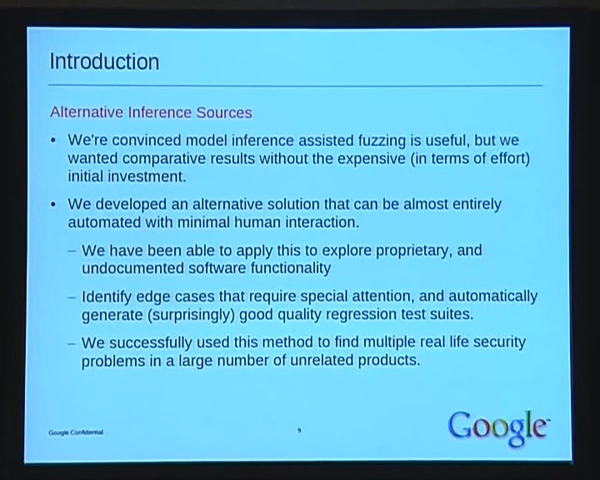 Introduction
Alternative Inference Sources
• We're convinced model inference assisted fuzzing is useful, but we
wanted comparative results without the expensive (in terms of effort)
initial investment.
• We developed an alternative solution that can be almost entirely
automated with minimal human interaction.
– We have been able to apply this to explore proprietary, and
undocumented software functionality
– Identify edge cases that require special attention, and automatically
generate (surprisingly) good quality regression test suites.
– We successfully used this method to find multiple real life security
problems in a large number of unrelated products.
Google Confidential
9
Google